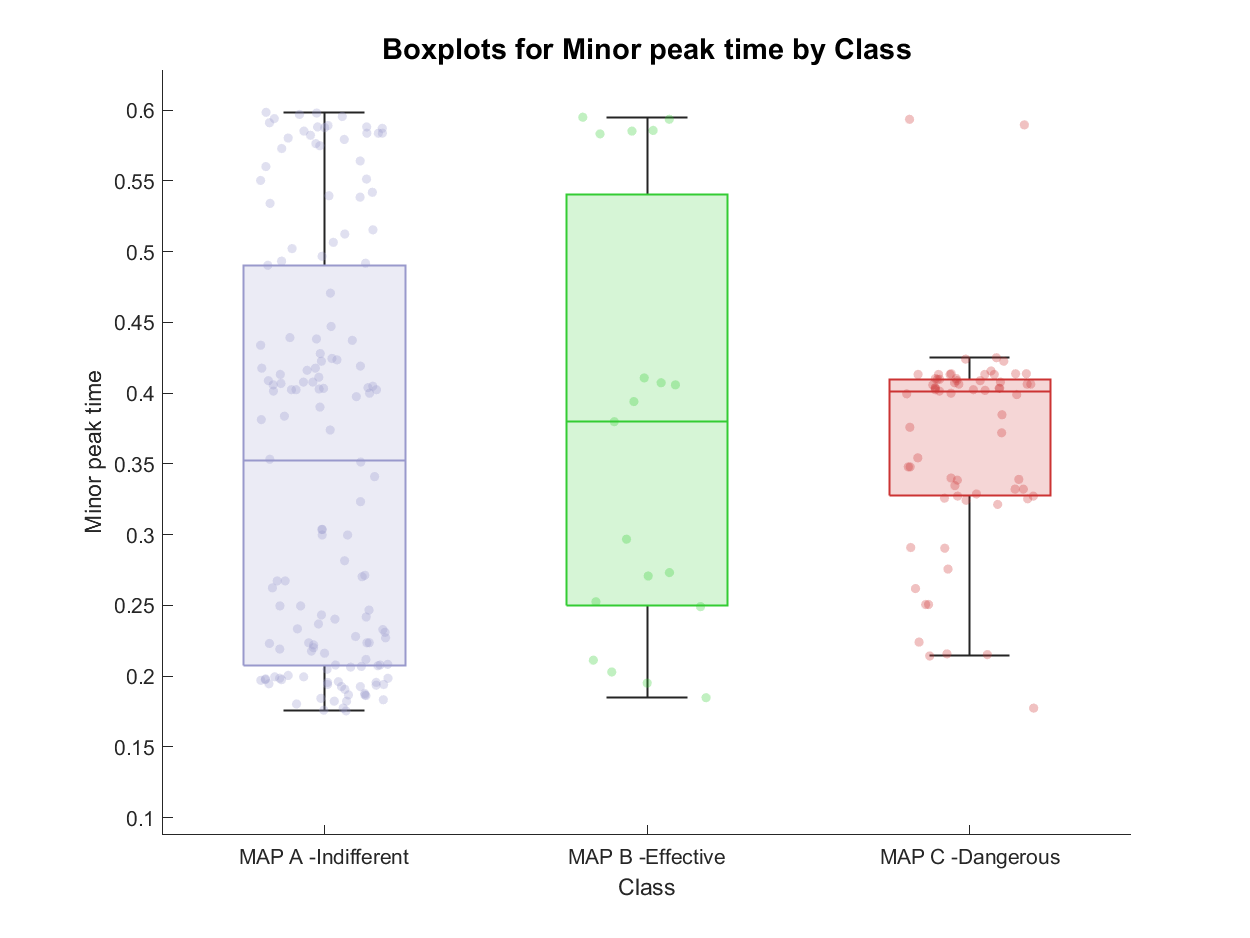 Boxplots for Minor peak time by Class
Minor peak time
0.6
0.55
0.5
0.45
0.4
0.35
0.3
0.25
0.2
0.15
0.1
MAP A -Indifferent
MAP B -Effective
MAP C -Dangerous
Class